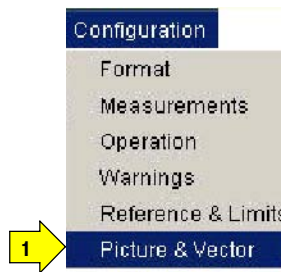 Configuration
Format
Measurements
Operation
Warnings
Reference & Limits
1 Picture & Vector